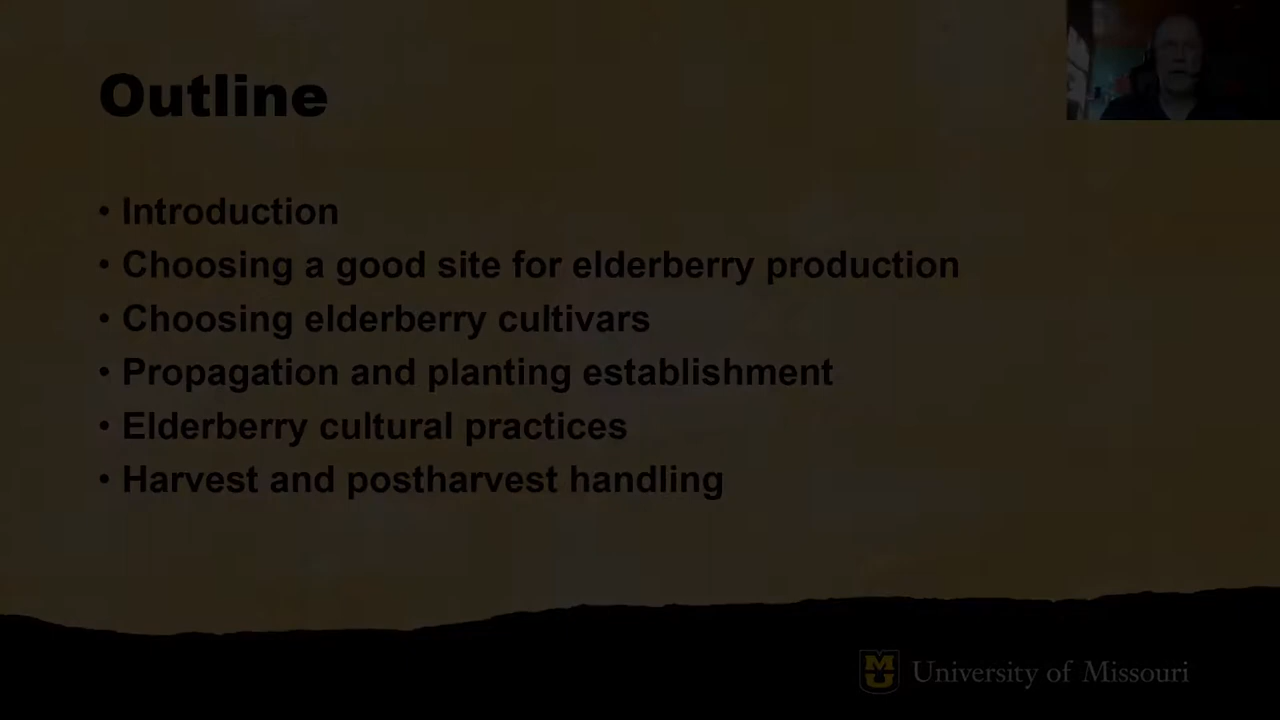 Outline
• Introduction
• Choosing a good site for elderberry production
• Choosing elderberry cultivars
• Propagation and planting establishment
• Elderberry cultural practices
• Harvest and postharvest handling
University of Missouri